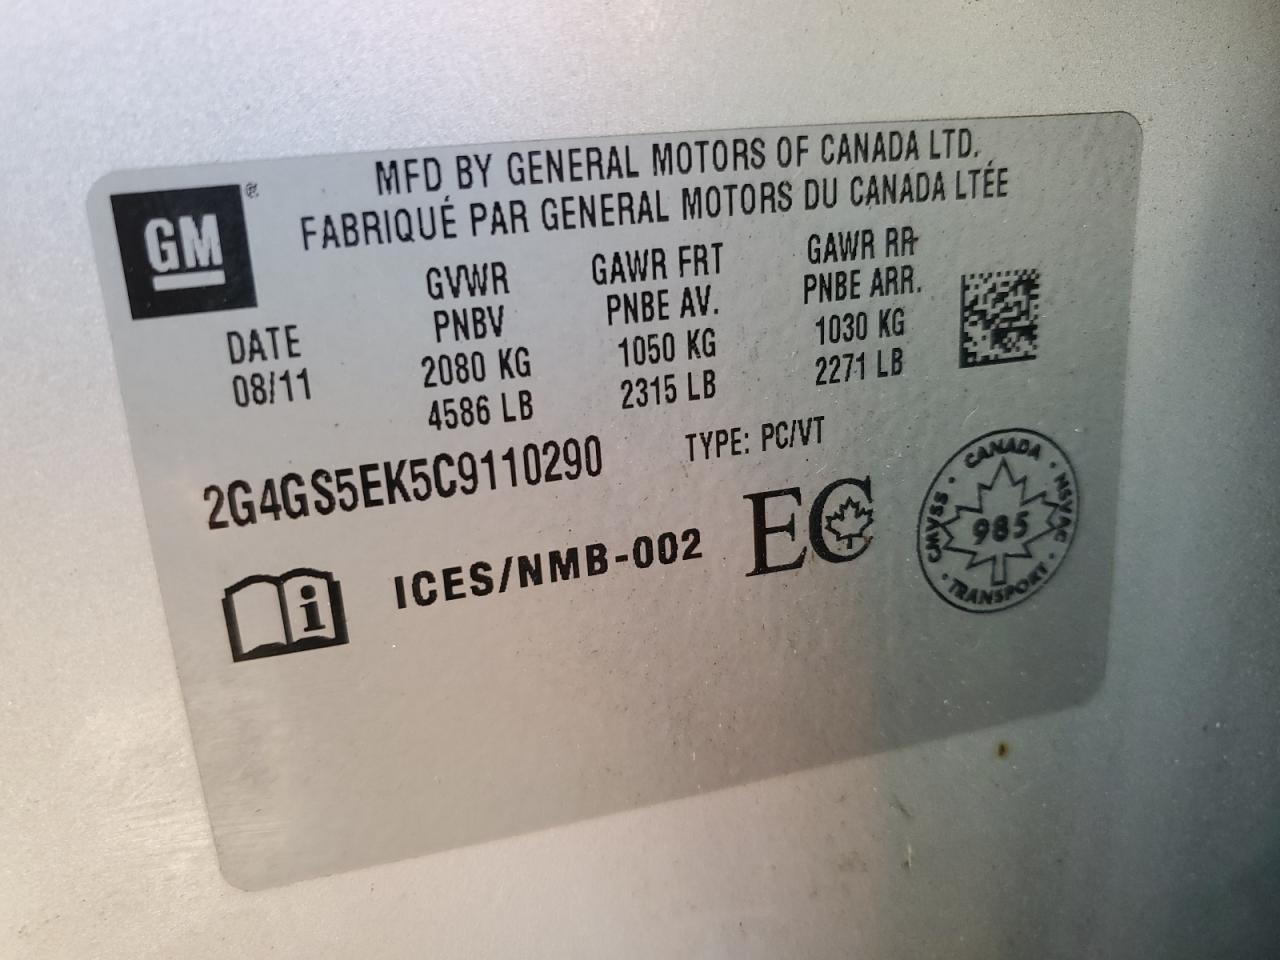 GM®
MFD BY GENERAL MOTORS OF CANADA LTD.
FABRIQUÉ PAR GENERAL MOTORS DU CANADA LTÉE
DATE
08/11
GVWR
PNBV
2080 KG
4586 LB
GAWR FRT
PNBE AV.
1050 KG
2315 LB
GAWR RR
PNBE ARR.
1030 KG
2271 LB
2G4GS5EK5C9110290
TYPE: PC/VT
i
ICES/NMB-002
EC
CANADA · NSVAC · TRANSPORT · CMVSS ·
985